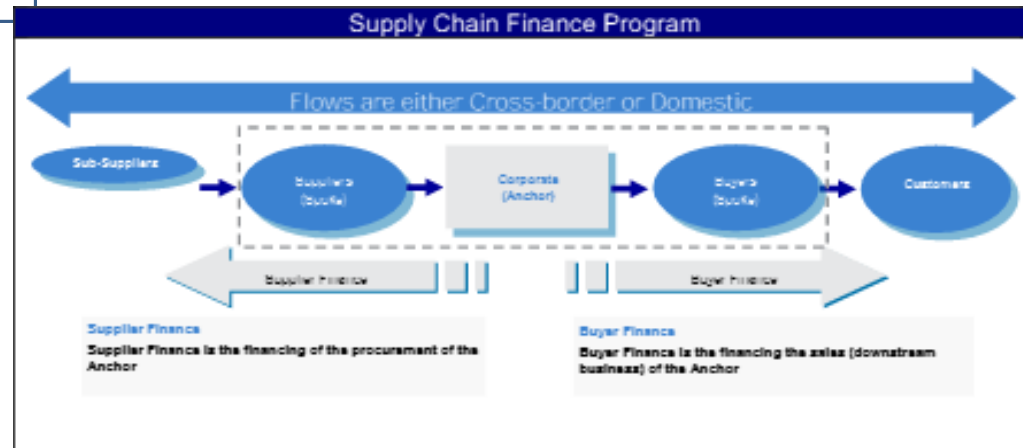 Supply Chain Finance Program
Flows are either Cross-border or Domestic
Sub-Suppliers
Suppliers
(Spoke)
Corporate
(Anchor)
Buyers
(Spoke)
Customers
Supplier Finance
Buyer Finance
Supplier Finance
Supplier Finance is the financing of the procurement of the
Anchor
Buyer Finance
Buyer Finance is the financing the sales (downstream
business) of the Anchor